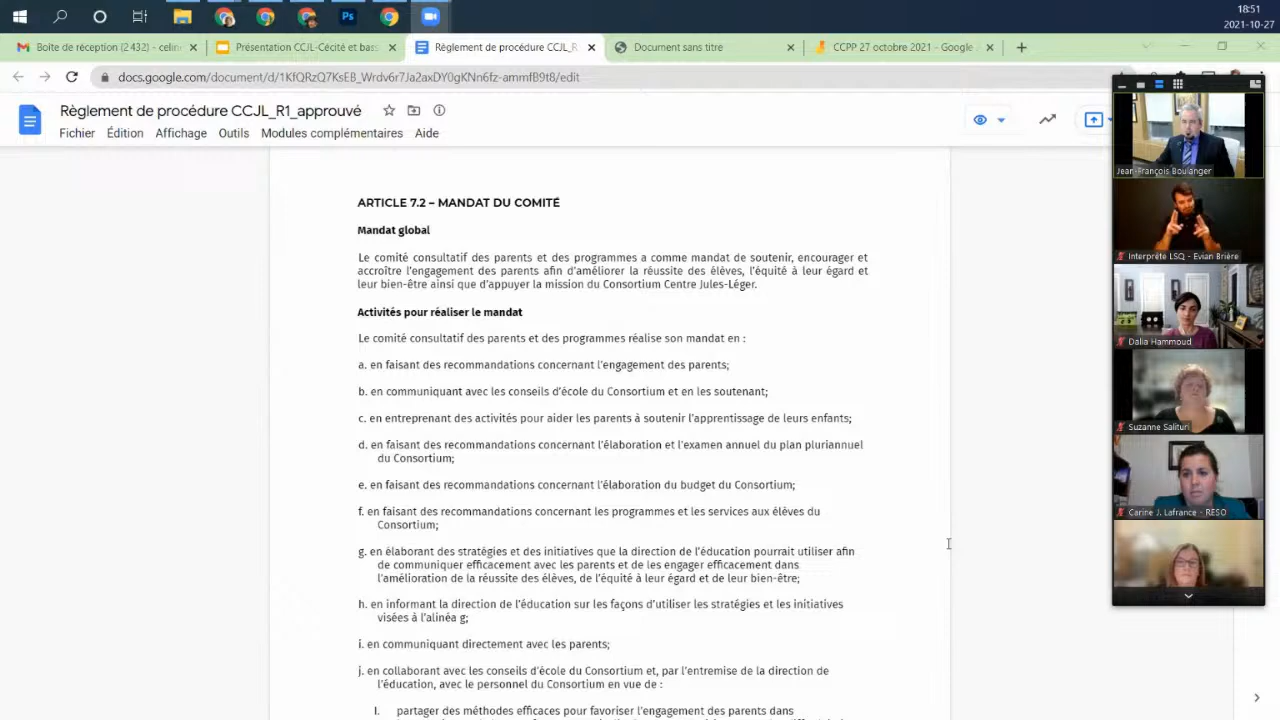 18:51
2021-10-27
Boîte de réception (2 432) - celin
Présentation CCJL-Cécité et bass
Règlement de procédure CCJL_R
Document sans titre
CCPP 27 octobre 2021 - Google
docs.google.com/document/d/1KfQRzQ7KsEB_Wrdv6r7Ja2axDY0gKNn6fz-ammfB9t8/edit
Règlement de procédure CCJL_R1_approuvé
Fichier Édition Affichage Outils Modules complémentaires Aide
ARTICLE 7.2 – MANDAT DU COMITÉ
Mandat global
Le comité consultatif des parents et des programmes a comme mandat de soutenir, encourager et
accroître l'engagement des parents afin d'améliorer la réussite des élèves, l'équité à leur égard et
leur bien-être ainsi que d'appuyer la mission du Consortium Centre Jules-Léger.
Activités pour réaliser le mandat
Le comité consultatif des parents et des programmes réalise son mandat en :
a. en faisant des recommandations concernant l'engagement des parents;
b. en communiquant avec les conseils d'école du Consortium et en les soutenant;
c. en entreprenant des activités pour aider les parents à soutenir l'apprentissage de leurs enfants;
d. en faisant des recommandations concernant l'élaboration et l'examen annuel du plan pluriannuel
du Consortium;
e. en faisant des recommandations concernant l'élaboration du budget du Consortium;
f. en faisant des recommandations concernant les programmes et les services aux élèves du
Consortium;
g. en élaborant des stratégies et des initiatives que la direction de l'éducation pourrait utiliser afin
de communiquer efficacement avec les parents et de les engager efficacement dans
l'amélioration de la réussite des élèves, de l'équité à leur égard et de leur bien-être;
h. en informant la direction de l'éducation sur les façons d'utiliser les stratégies et les initiatives
visées à l'alinéa g;
i. en communiquant directement avec les parents;
j. en collaborant avec les conseils d'école du Consortium et, par l'entremise de la direction de
l'éducation, avec le personnel du Consortium en vue de :
I. partager des méthodes efficaces pour favoriser l'engagement des parents dans
Jean-François Boulanger
Interprète LSQ - Evian Brière
Dalia Hammoud
Suzanne Salituri
Carine J. Lafrance - RESO
Ps